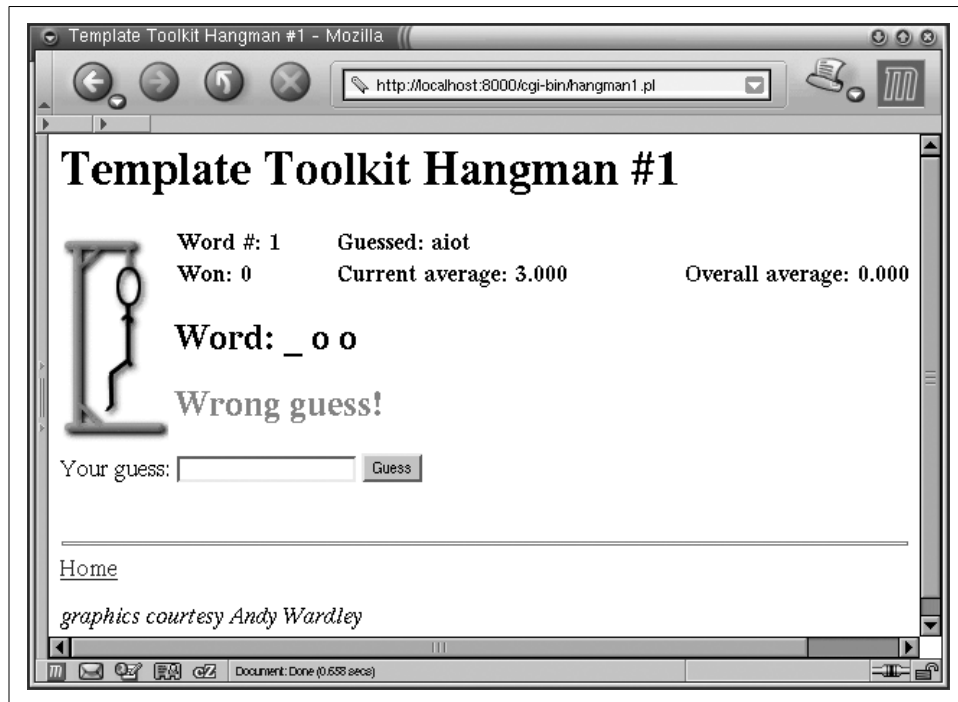 Template Toolkit Hangman #1 - Mozilla
http://localhost:8000/cgi-bin/hangman1.pl
Template Toolkit Hangman #1
Word #: 1 Guessed: aiot
Won: 0 Current average: 3.000 Overall average: 0.000
Word: _ o o
Wrong guess!
Your guess: Guess
Home
graphics courtesy Andy Wardley
Document: Done (0.658 secs)